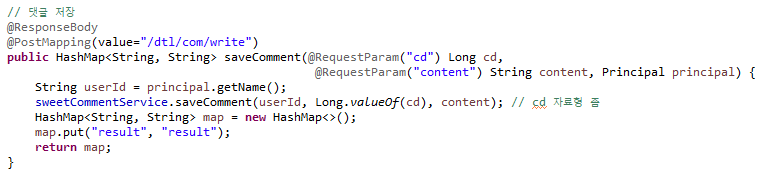 // 댓글 저장
@ResponseBody
@PostMapping(value="/dtl/com/write")
public HashMap<String, String> saveComment(@RequestParam("cd") Long cd,
@RequestParam("content") String content, Principal principal) {
String userId = principal.getName();
sweetCommentService.saveComment(userId, Long.valueOf(cd), content); // cd 자료형 줌
HashMap<String, String> map = new HashMap<>();
map.put("result", "result");
return map;
}